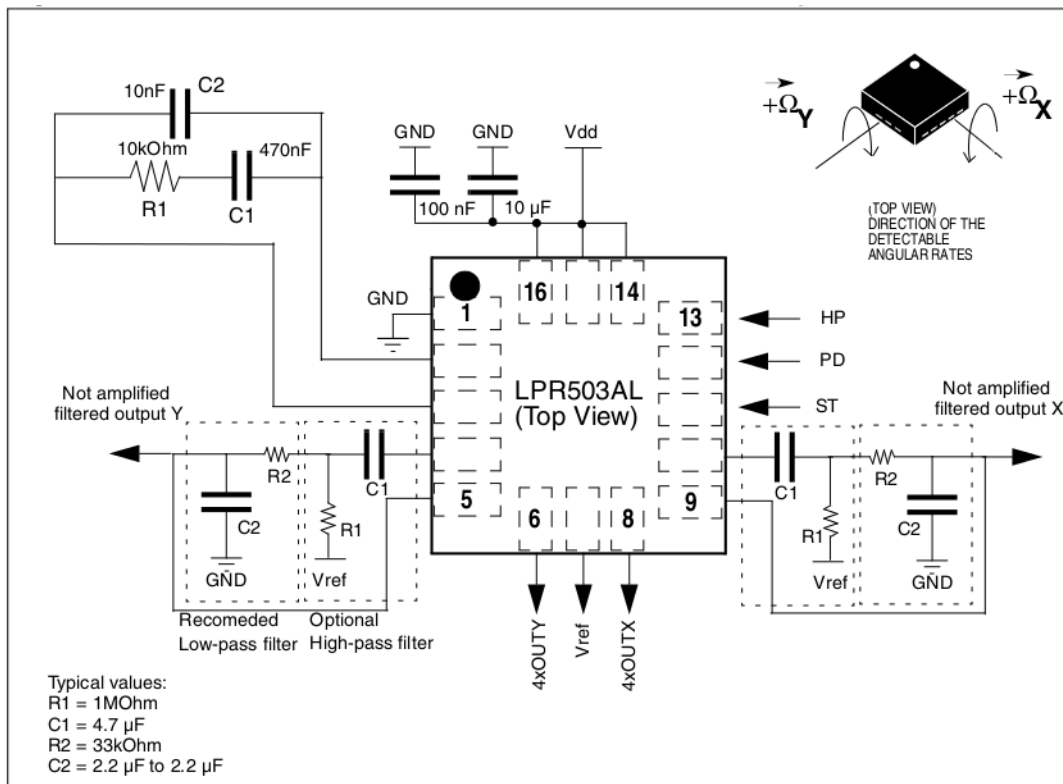 10nF
C2
10kOhm
470nF
R1
C1
GND
GND
Vdd
100 nF
10 µF
+ΩY
+ΩX
(TOP VIEW)
DIRECTION OF THE
DETECTABLE
ANGULAR RATES
GND
1
16
14
13
HP
PD
ST
LPR503AL
(Top View)
Not amplified
filtered output Y
Not amplified
filtered output X
R2
C1
C2
R1
GND
Vref
5
6
8
9
C1
R2
R1
C2
Vref
GND
Recomeded
Low-pass filter
Optional
High-pass filter
4xOUTY
Vref
4xOUTX
Typical values:
R1 = 1MOhm
C1 = 4.7 µF
R2 = 33kOhm
C2 = 2.2 µF to 2.2 µF